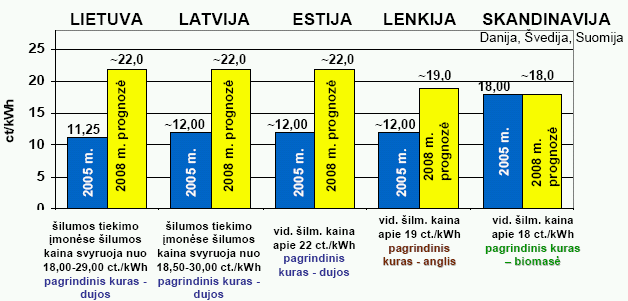 LIETUVA LATVIJA ESTIJA LENKIJA SKANDINAVIJA
Danija, Švedija, Suomija
ct/kWh
25
20
15
10
5
0
11,25 ~22,0
2005 m. 2008 m. prognozė
~12,00 ~22,0
2005 m. 2008 m. prognozė
~12,00 ~22,0
2005 m. 2008 m. prognozė
~12,00 ~19,0
2005 m. 2008 m.
prognozė
18,00 ~18,0
2005 m. 2008 m.
prognozė
šilumos tiekimo
įmonėse šilumos
kaina svyruoja nuo
18,00-29,00 ct./kWh
pagrindinis kuras -
dujos
šilumos tiekimo
įmonėse šilumos
kaina svyruoja nuo
18,50-30,00 ct./kWh
pagrindinis kuras -
dujos
vid. šilm. kaina
apie 22 ct./kWh
pagrindinis
kuras - dujos
vid. šilm. kaina
apie 19 ct./kWh
pagrindinis
kuras - anglis
vid. šilm. kaina
apie 18 ct./kWh
pagrindinis kuras
– biomasė